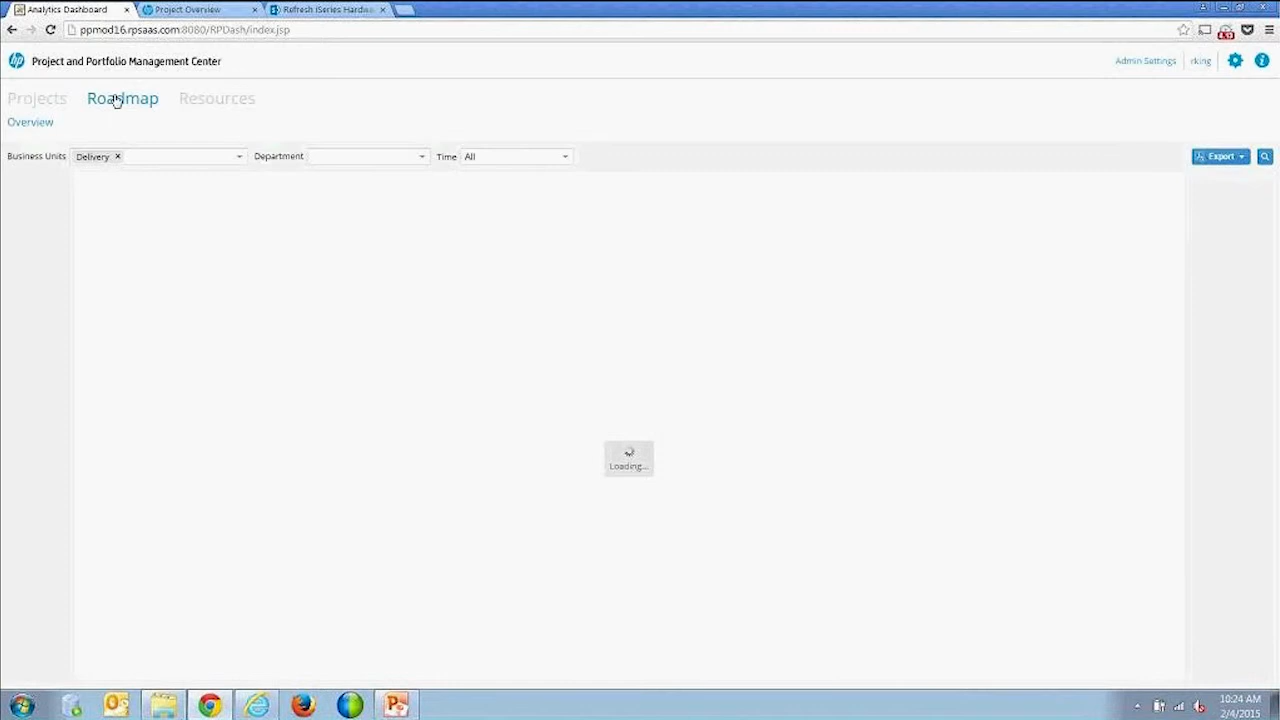 Analytics Dashboard
Project Overview
Refresh iSeries Hardwa
ppmod16.rpsaas.com:8080/RPDash/index.jsp
hp Project and Portfolio Management Center
Admin Settings
rking
Projects Roadmap Resources
Overview
Business Units Delivery Department Time All
Export
Loading...
10:24 AM
2/4/2015